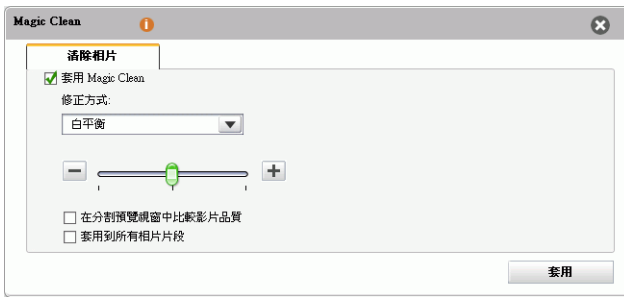 Magic Clean
清除相片
套用 Magic Clean
修正方式:
白平衡
在分割預覽視窗中比較影片品質
套用到所有相片片段
套用